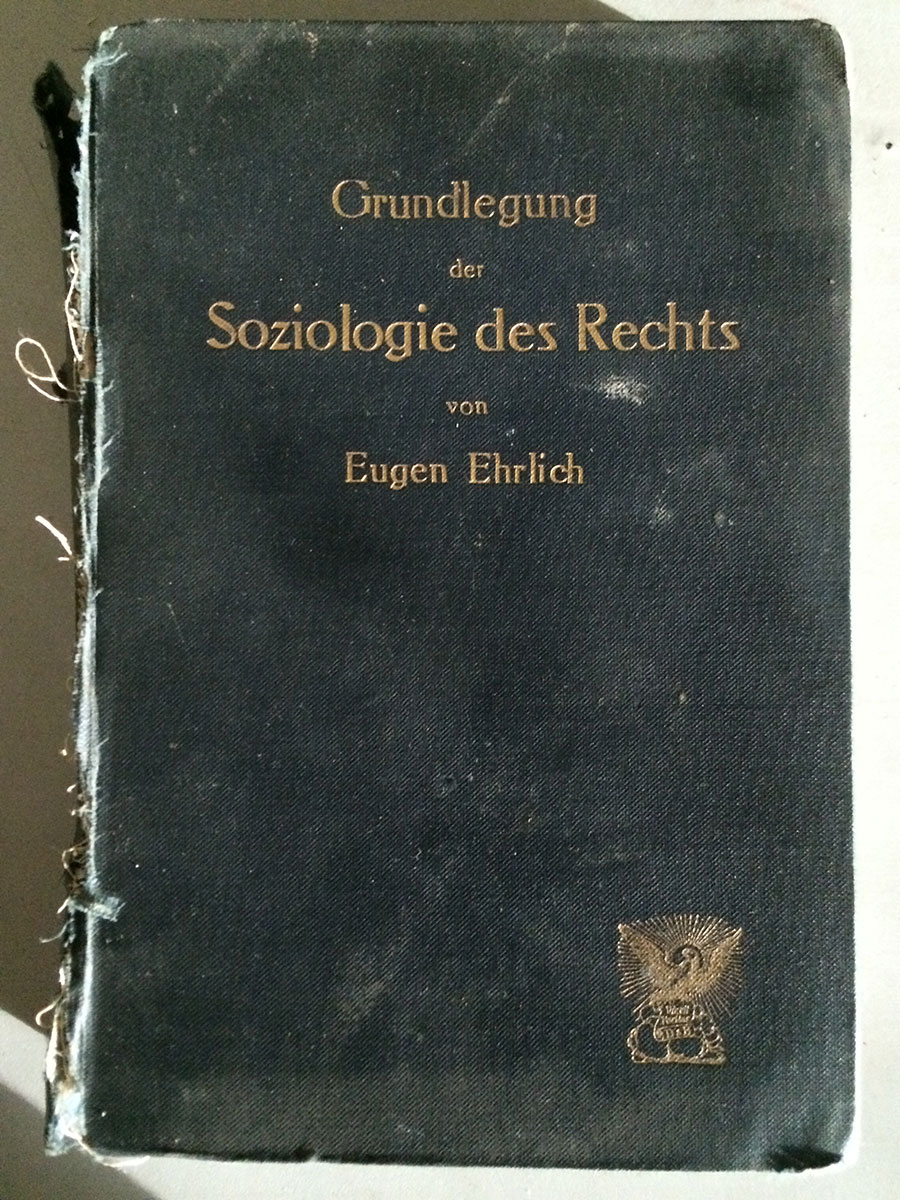 Grundlegung
der
Soziologie des Rechts
von
Eugen Ehrlich